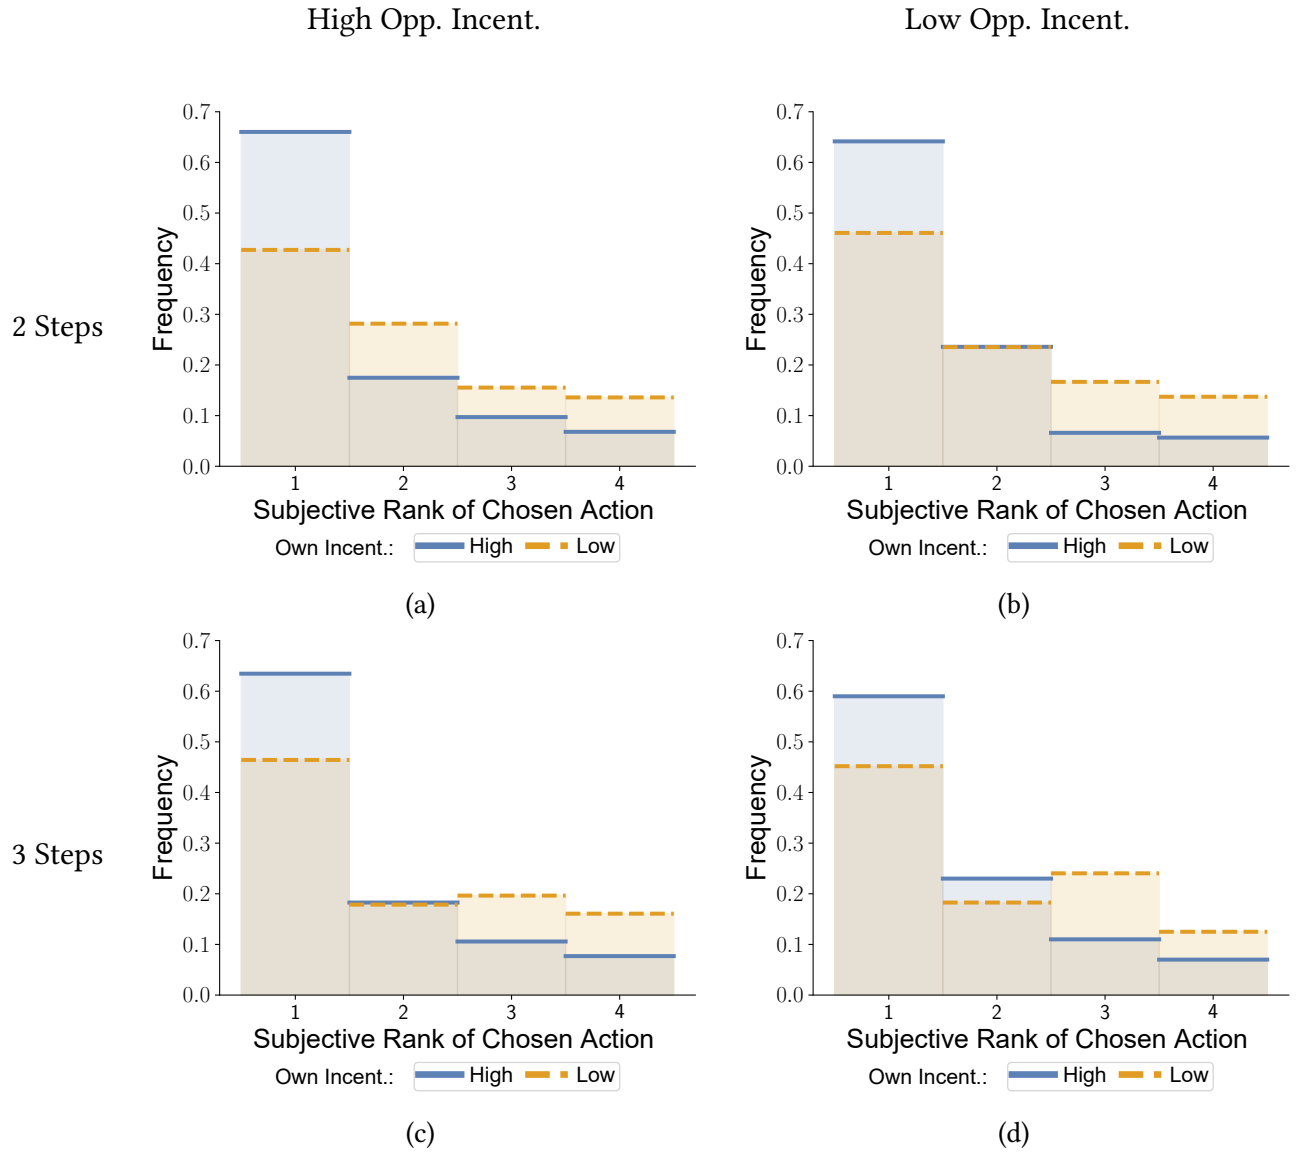 High Opp. Incent.
Low Opp. Incent.
2 Steps
Frequency
0.7
0.6
0.5
0.4
0.3
0.2
0.1
0.0
1 2 3 4
Subjective Rank of Chosen Action
Own Incent.: High Low
(a)
Frequency
0.7
0.6
0.5
0.4
0.3
0.2
0.1
0.0
1 2 3 4
Subjective Rank of Chosen Action
Own Incent.: High Low
(b)
3 Steps
Frequency
0.7
0.6
0.5
0.4
0.3
0.2
0.1
0.0
1 2 3 4
Subjective Rank of Chosen Action
Own Incent.: High Low
(c)
Frequency
0.7
0.6
0.5
0.4
0.3
0.2
0.1
0.0
1 2 3 4
Subjective Rank of Chosen Action
Own Incent.: High Low
(d)